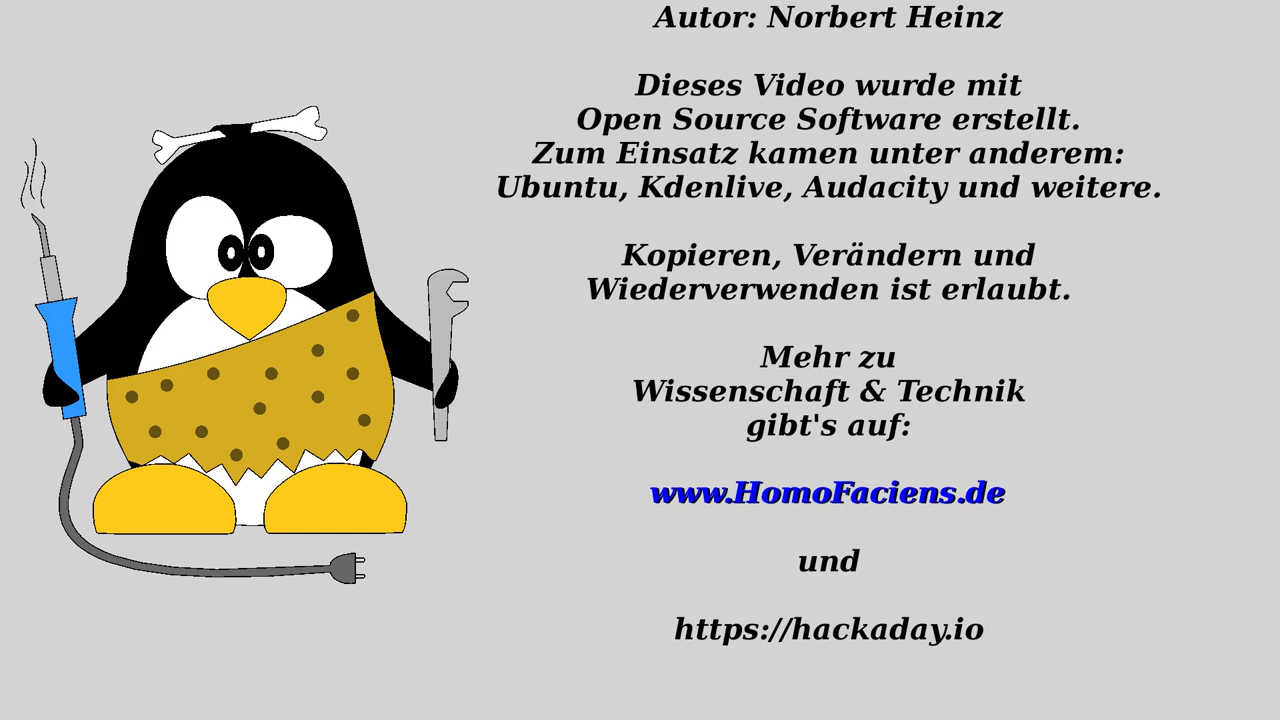 Autor: Norbert Heinz
Dieses Video wurde mit
Open Source Software erstellt.
Zum Einsatz kamen unter anderem:
Ubuntu, Kdenlive, Audacity und weitere.
Kopieren, Verändern und
Wiederverwenden ist erlaubt.
Mehr zu
Wissenschaft & Technik
gibt's auf:
www.HomoFaciens.de
und
https://hackaday.io